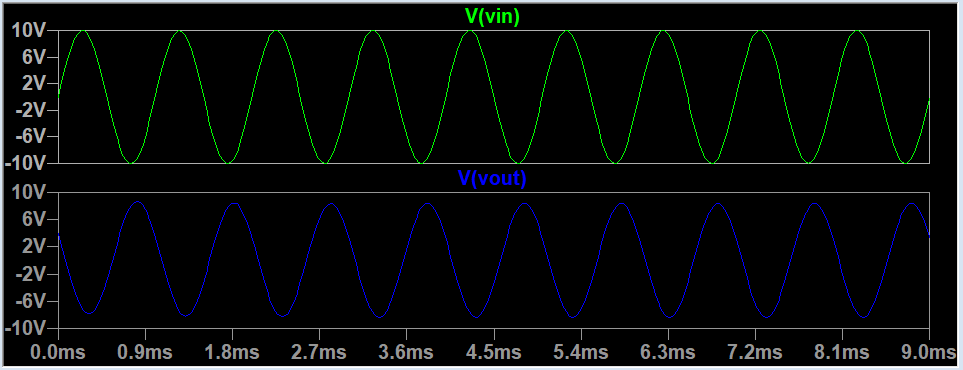 V(vin)
10V
6V
2V
-2V
-6V
-10V
V(vout)
10V
6V
2V
-2V
-6V
-10V
0.0ms 0.9ms 1.8ms 2.7ms 3.6ms 4.5ms 5.4ms 6.3ms 7.2ms 8.1ms 9.0ms